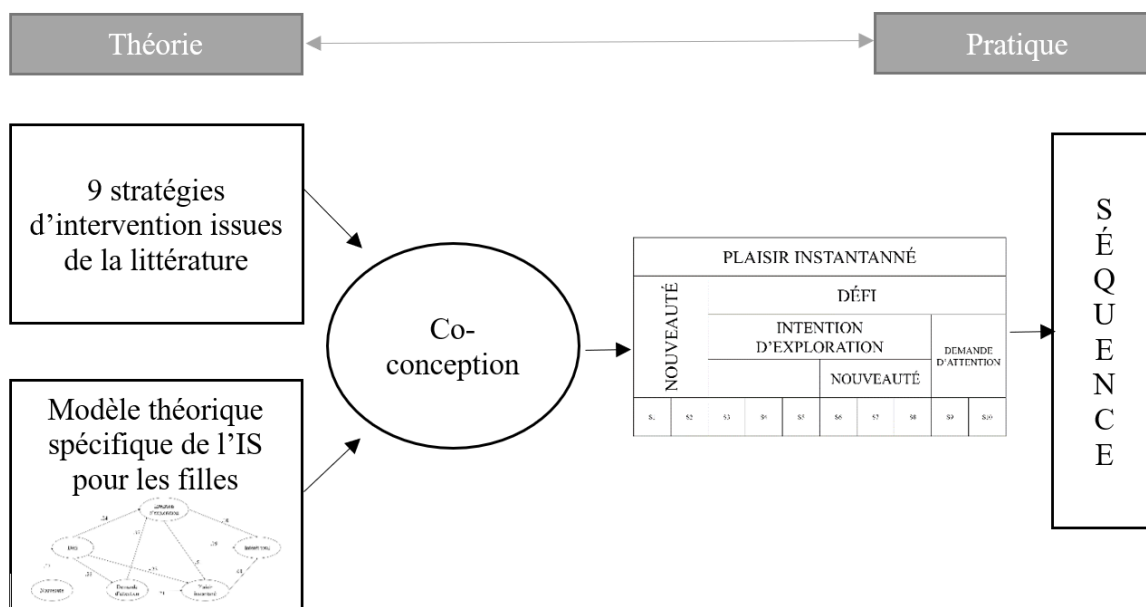 Théorie
Pratique
9 stratégies
d'intervention issues
de la littérature
Modèle théorique
spécifique de l'IS
pour les filles
Co-
conception
PLAISIR INSTANTANNÉ
NOUVEAUTÉ
DÉFI
INTENTION
D'EXPLORATION
DEMANDE
D'ATTENTION
NOUVEAUTÉ
S1
S2
S3
S4
S5
S6
S7
S8
S9
S10
S
É
Q
U
E
N
C
E